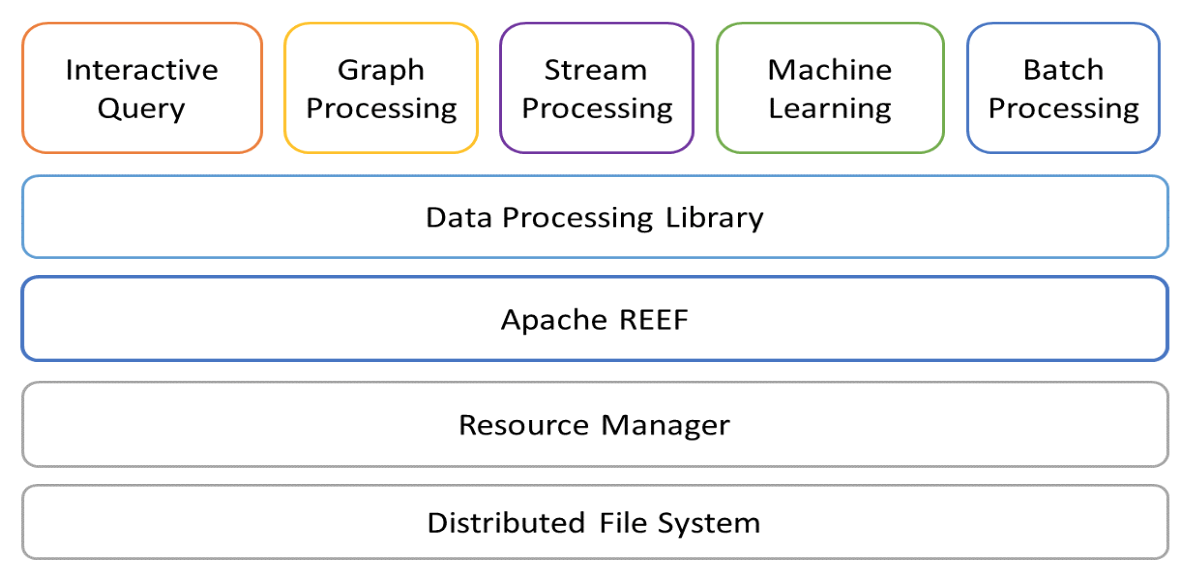 Interactive
Query
Graph
Processing
Stream
Processing
Machine
Learning
Batch
Processing
Data Processing Library
Apache REEF
Resource Manager
Distributed File System